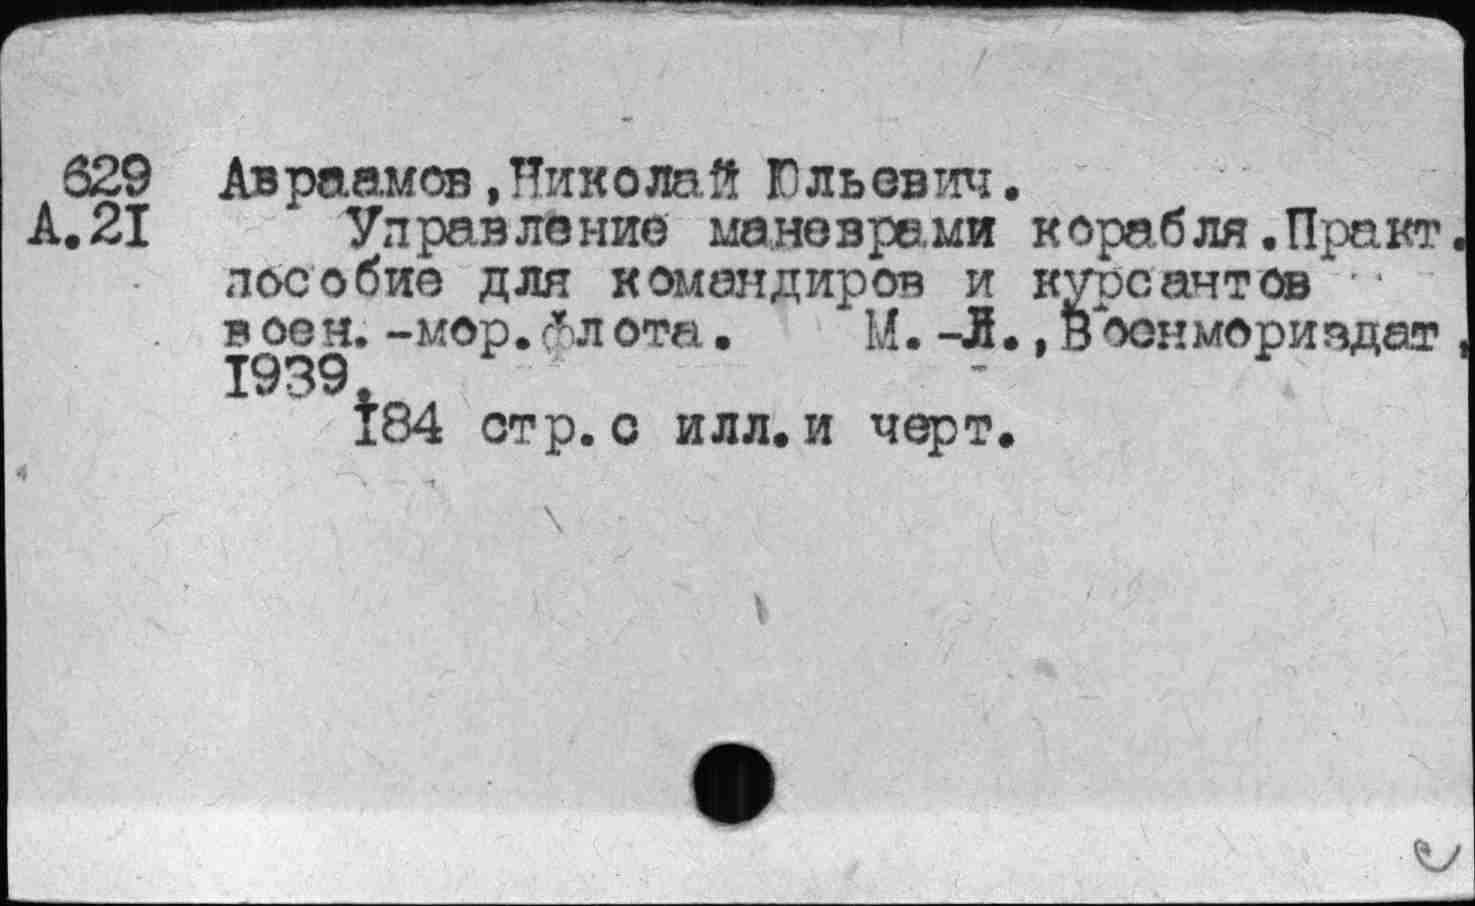 629 Авраамов, Николай Юльевич.
А.21 Управление маневрами корабля. Практ.
пособие для командиров и курсантов
воен.-мор. флота. М.-Л., Военмориздат,
1939.
184 стр. с илл. и черт.